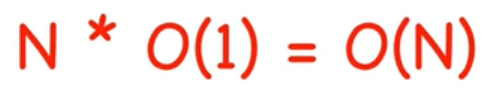 N * O(1) = O(N)